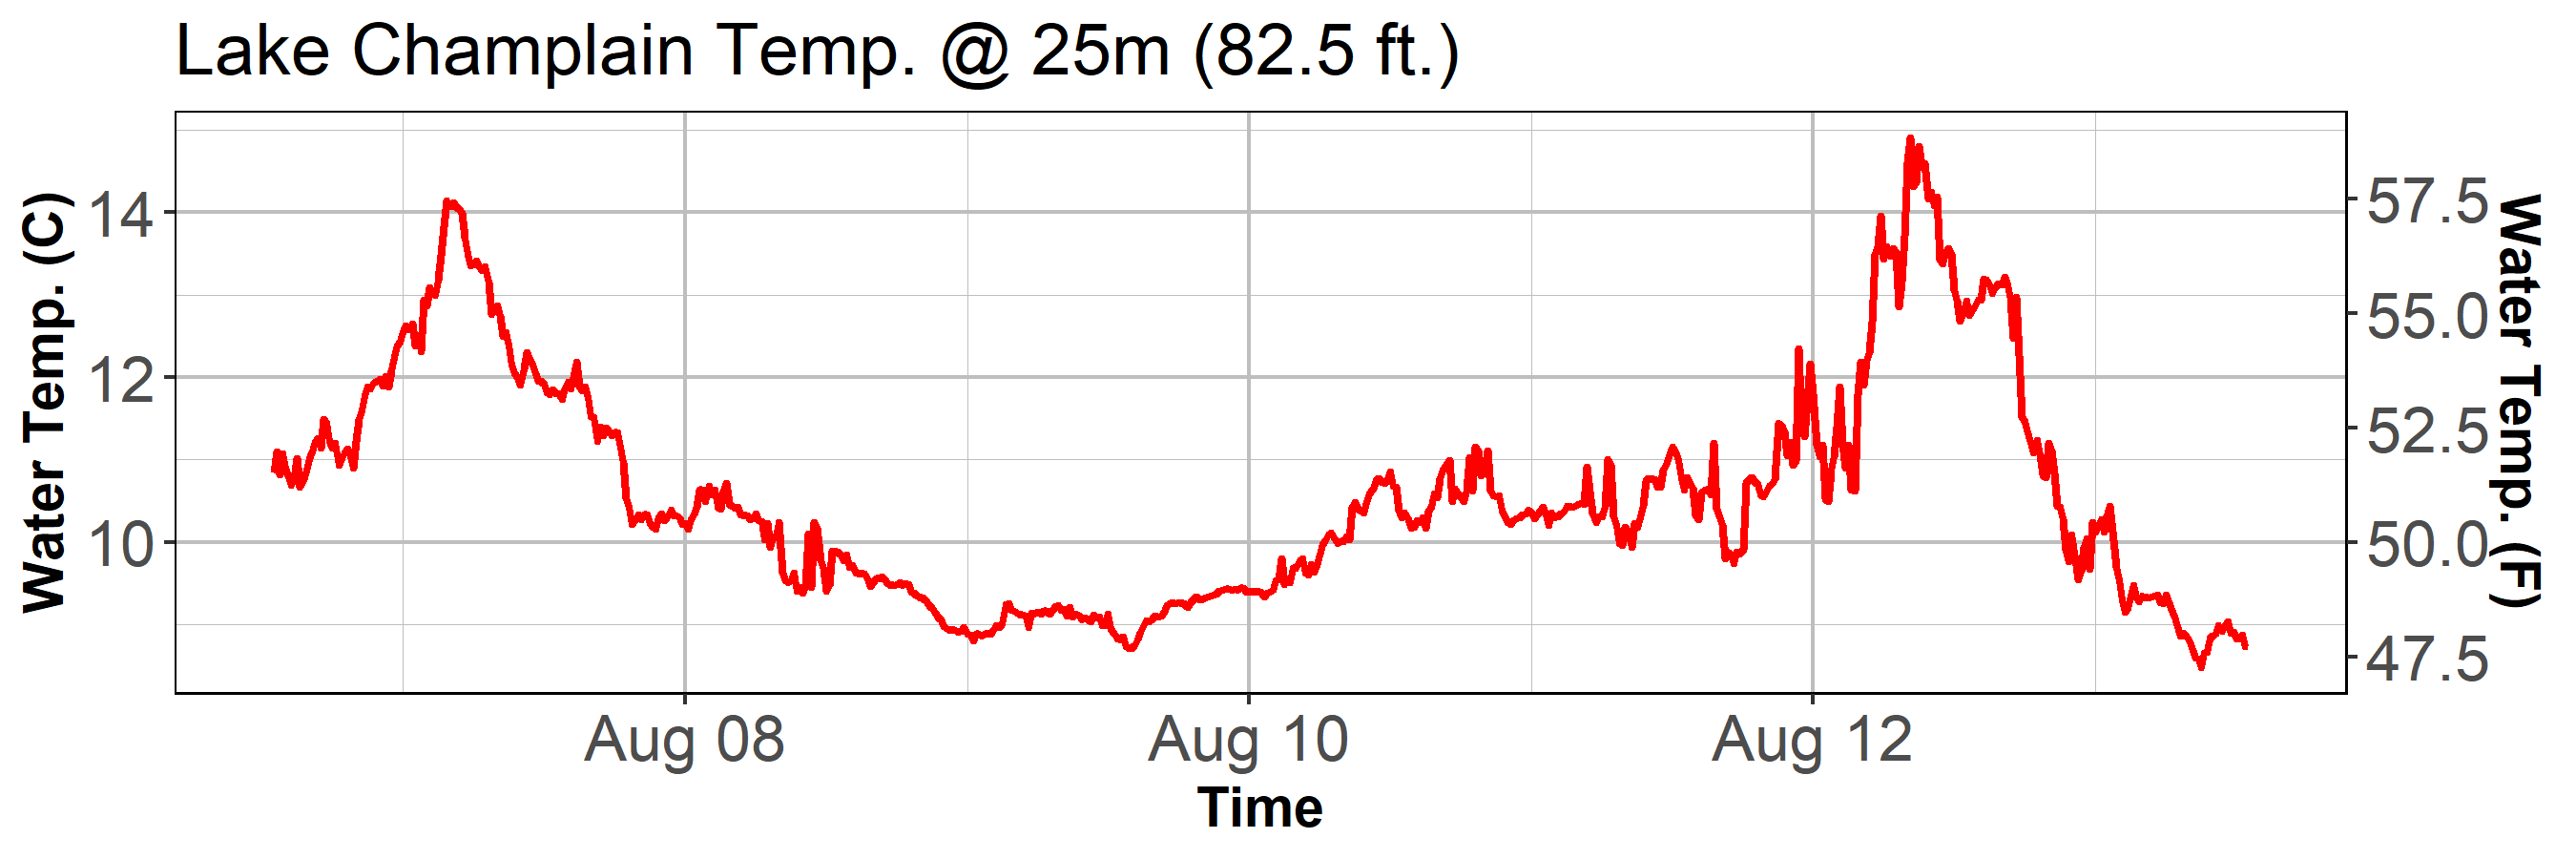 Lake Champlain Temp. @ 25m (82.5 ft.)
Water Temp. (C)
14
12
10
57.5
55.0
52.5
50.0
47.5
Water Temp. (F)
Aug 08 Aug 10 Aug 12
Time